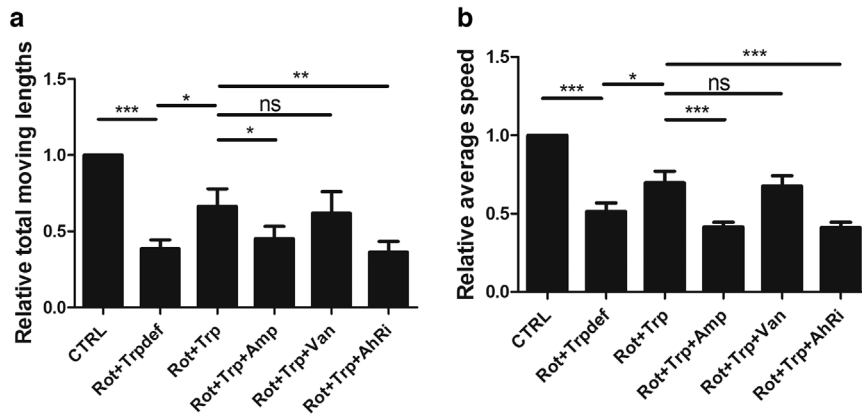 a
Relative total moving lengths
1.5
1.0
0.5
0.0
***
*
**
ns
*
CTRL
Rot+Trpdef
Rot+Trp
Rot+Trp+Amp
Rot+Trp+Van
Rot+Trp+AhRi
b
Relative average speed
1.5
1.0
0.5
0.0
***
*
***
ns
***
CTRL
Rot+Trpdef
Rot+Trp
Rot+Trp+Amp
Rot+Trp+Van
Rot+Trp+AhRi